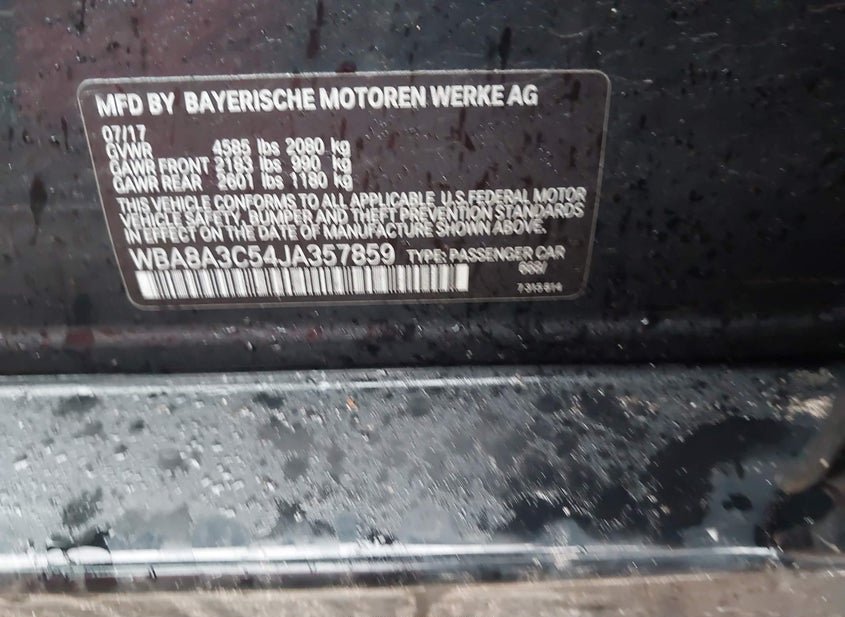 MFD BY BAYERISCHE MOTOREN WERKE AG
07/17
GVWR 4585 lbs 2080 kg
GAWR FRONT 2183 lbs 990 kg
GAWR REAR 2601 lbs 1180 kg
THIS VEHICLE CONFORMS TO ALL APPLICABLE U.S.FEDERAL MOTOR
VEHICLE SAFETY, BUMPER AND THEFT PREVENTION STANDARDS
IN EFFECT ON THE DATE OF MANUFACTURE SHOWN ABOVE.
WBA8A3C54JA357859 TYPE: PASSENGER CAR
668/